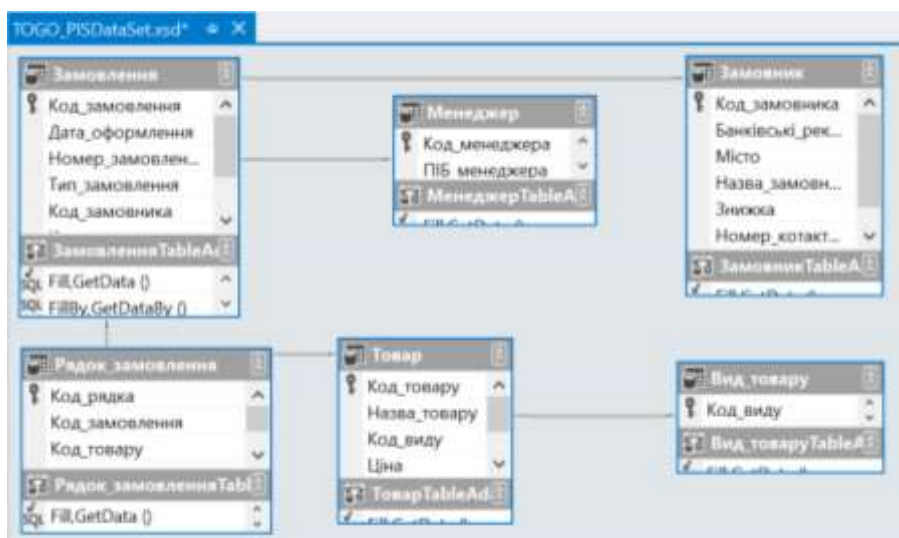 TOGO_PISDataSet.xsd*
Замовлення
Код_замовлення
Дата_оформлення
Номер_замовлен...
Тип_замовлення
Код_замовника
ЗамовленняTableAd
Fill,GetData ()
FillBy,GetDataBy ()
Менеджер
Код_менеджера
ПІБ_менеджера
МенеджерTableA
Замовник
Код_замовника
Банківські_рек...
Місто
Назва_замовн...
Знижка
Номер_котакт...
ЗамовникTableA
Рядок_замовлення
Код_рядка
Код_замовлення
Код_товару
Рядок_замовленняTabl
Fill,GetData ()
Товар
Код_товару
Назва_товару
Код_виду
Ціна
ТоварTableAd
Вид_товару
Код_виду
Вид_товаруTableA